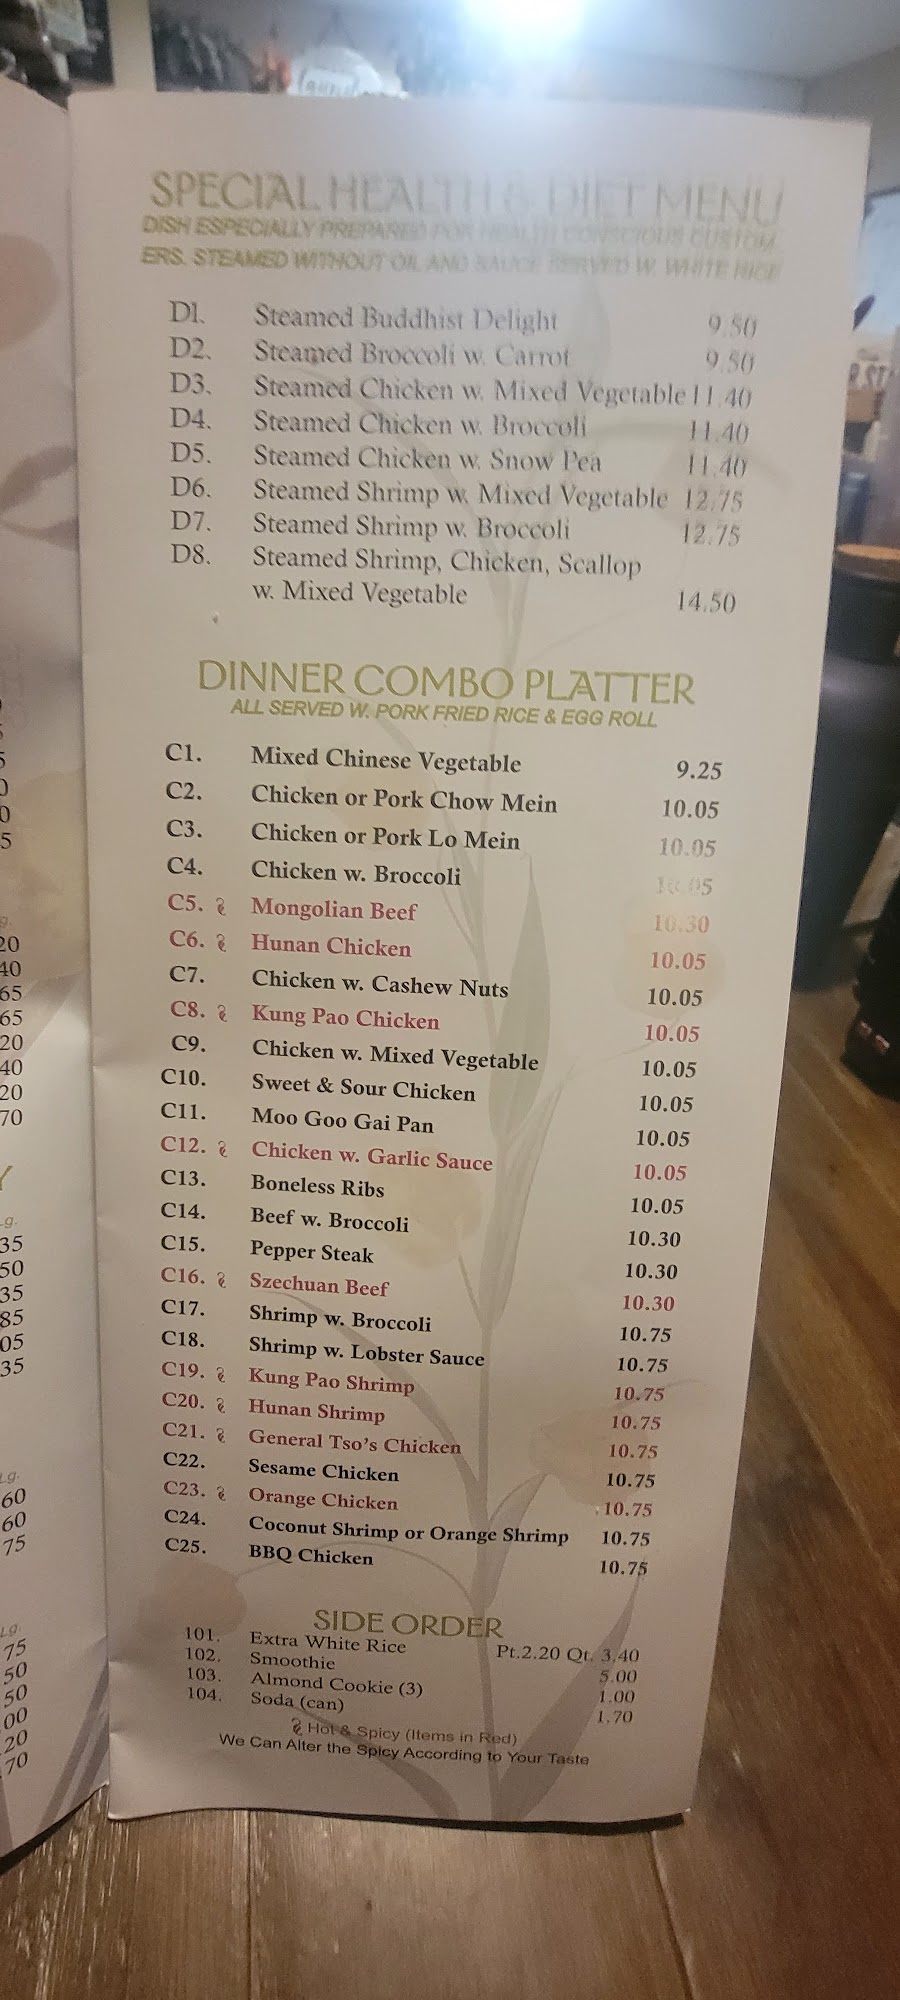 SPECIAL HEALTH & DIET MENU
DISH ESPECIALLY PREPARED FOR HEALTH CONSCIOUS CUSTOM-
ERS. STEAMED WITHOUT OIL AND SAUCE SERVED W. WHITE RICE
D1. Steamed Buddhist Delight 9.50
D2. Steamed Broccoli w. Carrot 9.50
D3. Steamed Chicken w. Mixed Vegetable 11.40
D4. Steamed Chicken w. Broccoli 11.40
D5. Steamed Chicken w. Snow Pea 11.40
D6. Steamed Shrimp w. Mixed Vegetable 12.75
D7. Steamed Shrimp w. Broccoli 12.75
D8. Steamed Shrimp, Chicken, Scallop
w. Mixed Vegetable 14.50
DINNER COMBO PLATTER
ALL SERVED W. PORK FRIED RICE & EGG ROLL
C1. Mixed Chinese Vegetable 9.25
C2. Chicken or Pork Chow Mein 10.05
C3. Chicken or Pork Lo Mein 10.05
C4. Chicken w. Broccoli 10.05
C5. Mongolian Beef 10.30
C6. Hunan Chicken 10.05
C7. Chicken w. Cashew Nuts 10.05
C8. Kung Pao Chicken 10.05
C9. Chicken w. Mixed Vegetable 10.05
C10. Sweet & Sour Chicken 10.05
C11. Moo Goo Gai Pan 10.05
C12. Chicken w. Garlic Sauce 10.05
C13. Boneless Ribs 10.05
C14. Beef w. Broccoli 10.30
C15. Pepper Steak 10.30
C16. Szechuan Beef 10.30
C17. Shrimp w. Broccoli 10.75
C18. Shrimp w. Lobster Sauce 10.75
C19. Kung Pao Shrimp 10.75
C20. Hunan Shrimp 10.75
C21. General Tso's Chicken 10.75
C22. Sesame Chicken 10.75
C23. Orange Chicken 10.75
C24. Coconut Shrimp or Orange Shrimp 10.75
C25. BBQ Chicken 10.75
SIDE ORDER
101. Extra White Rice Pt.2.20 Qt. 3.40
102. Smoothie 5.00
103. Almond Cookie (3) 1.00
104. Soda (can) 1.70
Hot & Spicy (Items in Red)
We Can Alter the Spicy According to Your Taste